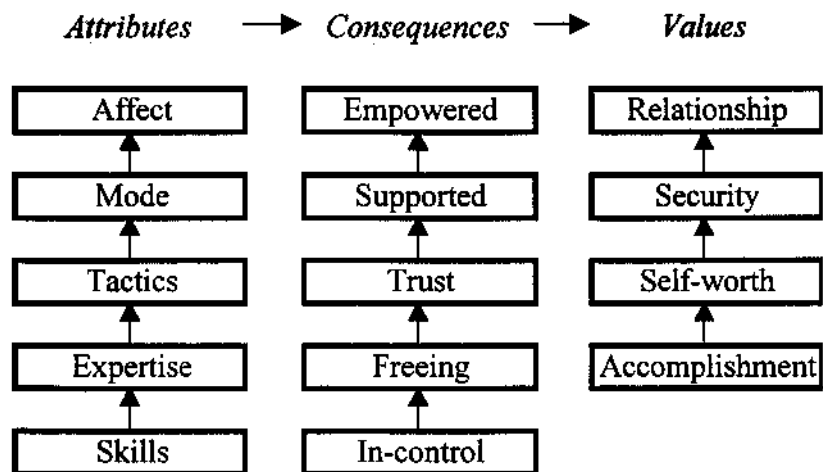 Attributes → Consequences → Values
Affect Empowered Relationship
Mode Supported Security
Tactics Trust Self-worth
Expertise Freeing Accomplishment
Skills In-control